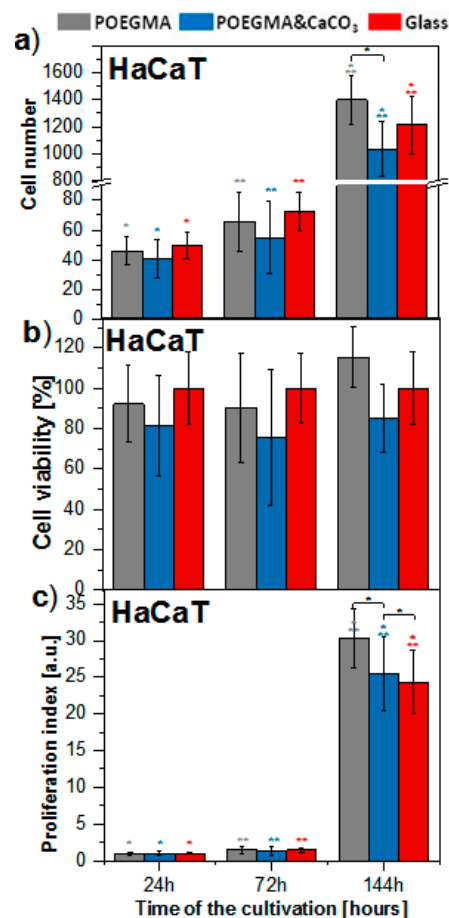 POEGMA POEGMA&CaCO₃ Glass
a)
HaCaT
Cell number
1600
1400
1200
1000
800
80
60
40
20
0
* * *
** ** **
* ** * ** * **
*
b)
HaCaT
Cell viability [%]
120
100
80
60
40
20
0
c)
HaCaT
Proliferation index [a.u.]
35
30
25
20
15
10
5
0
* * *
** ** **
* ** * ** * **
* *
24h 72h 144h
Time of the cultivation [hours]